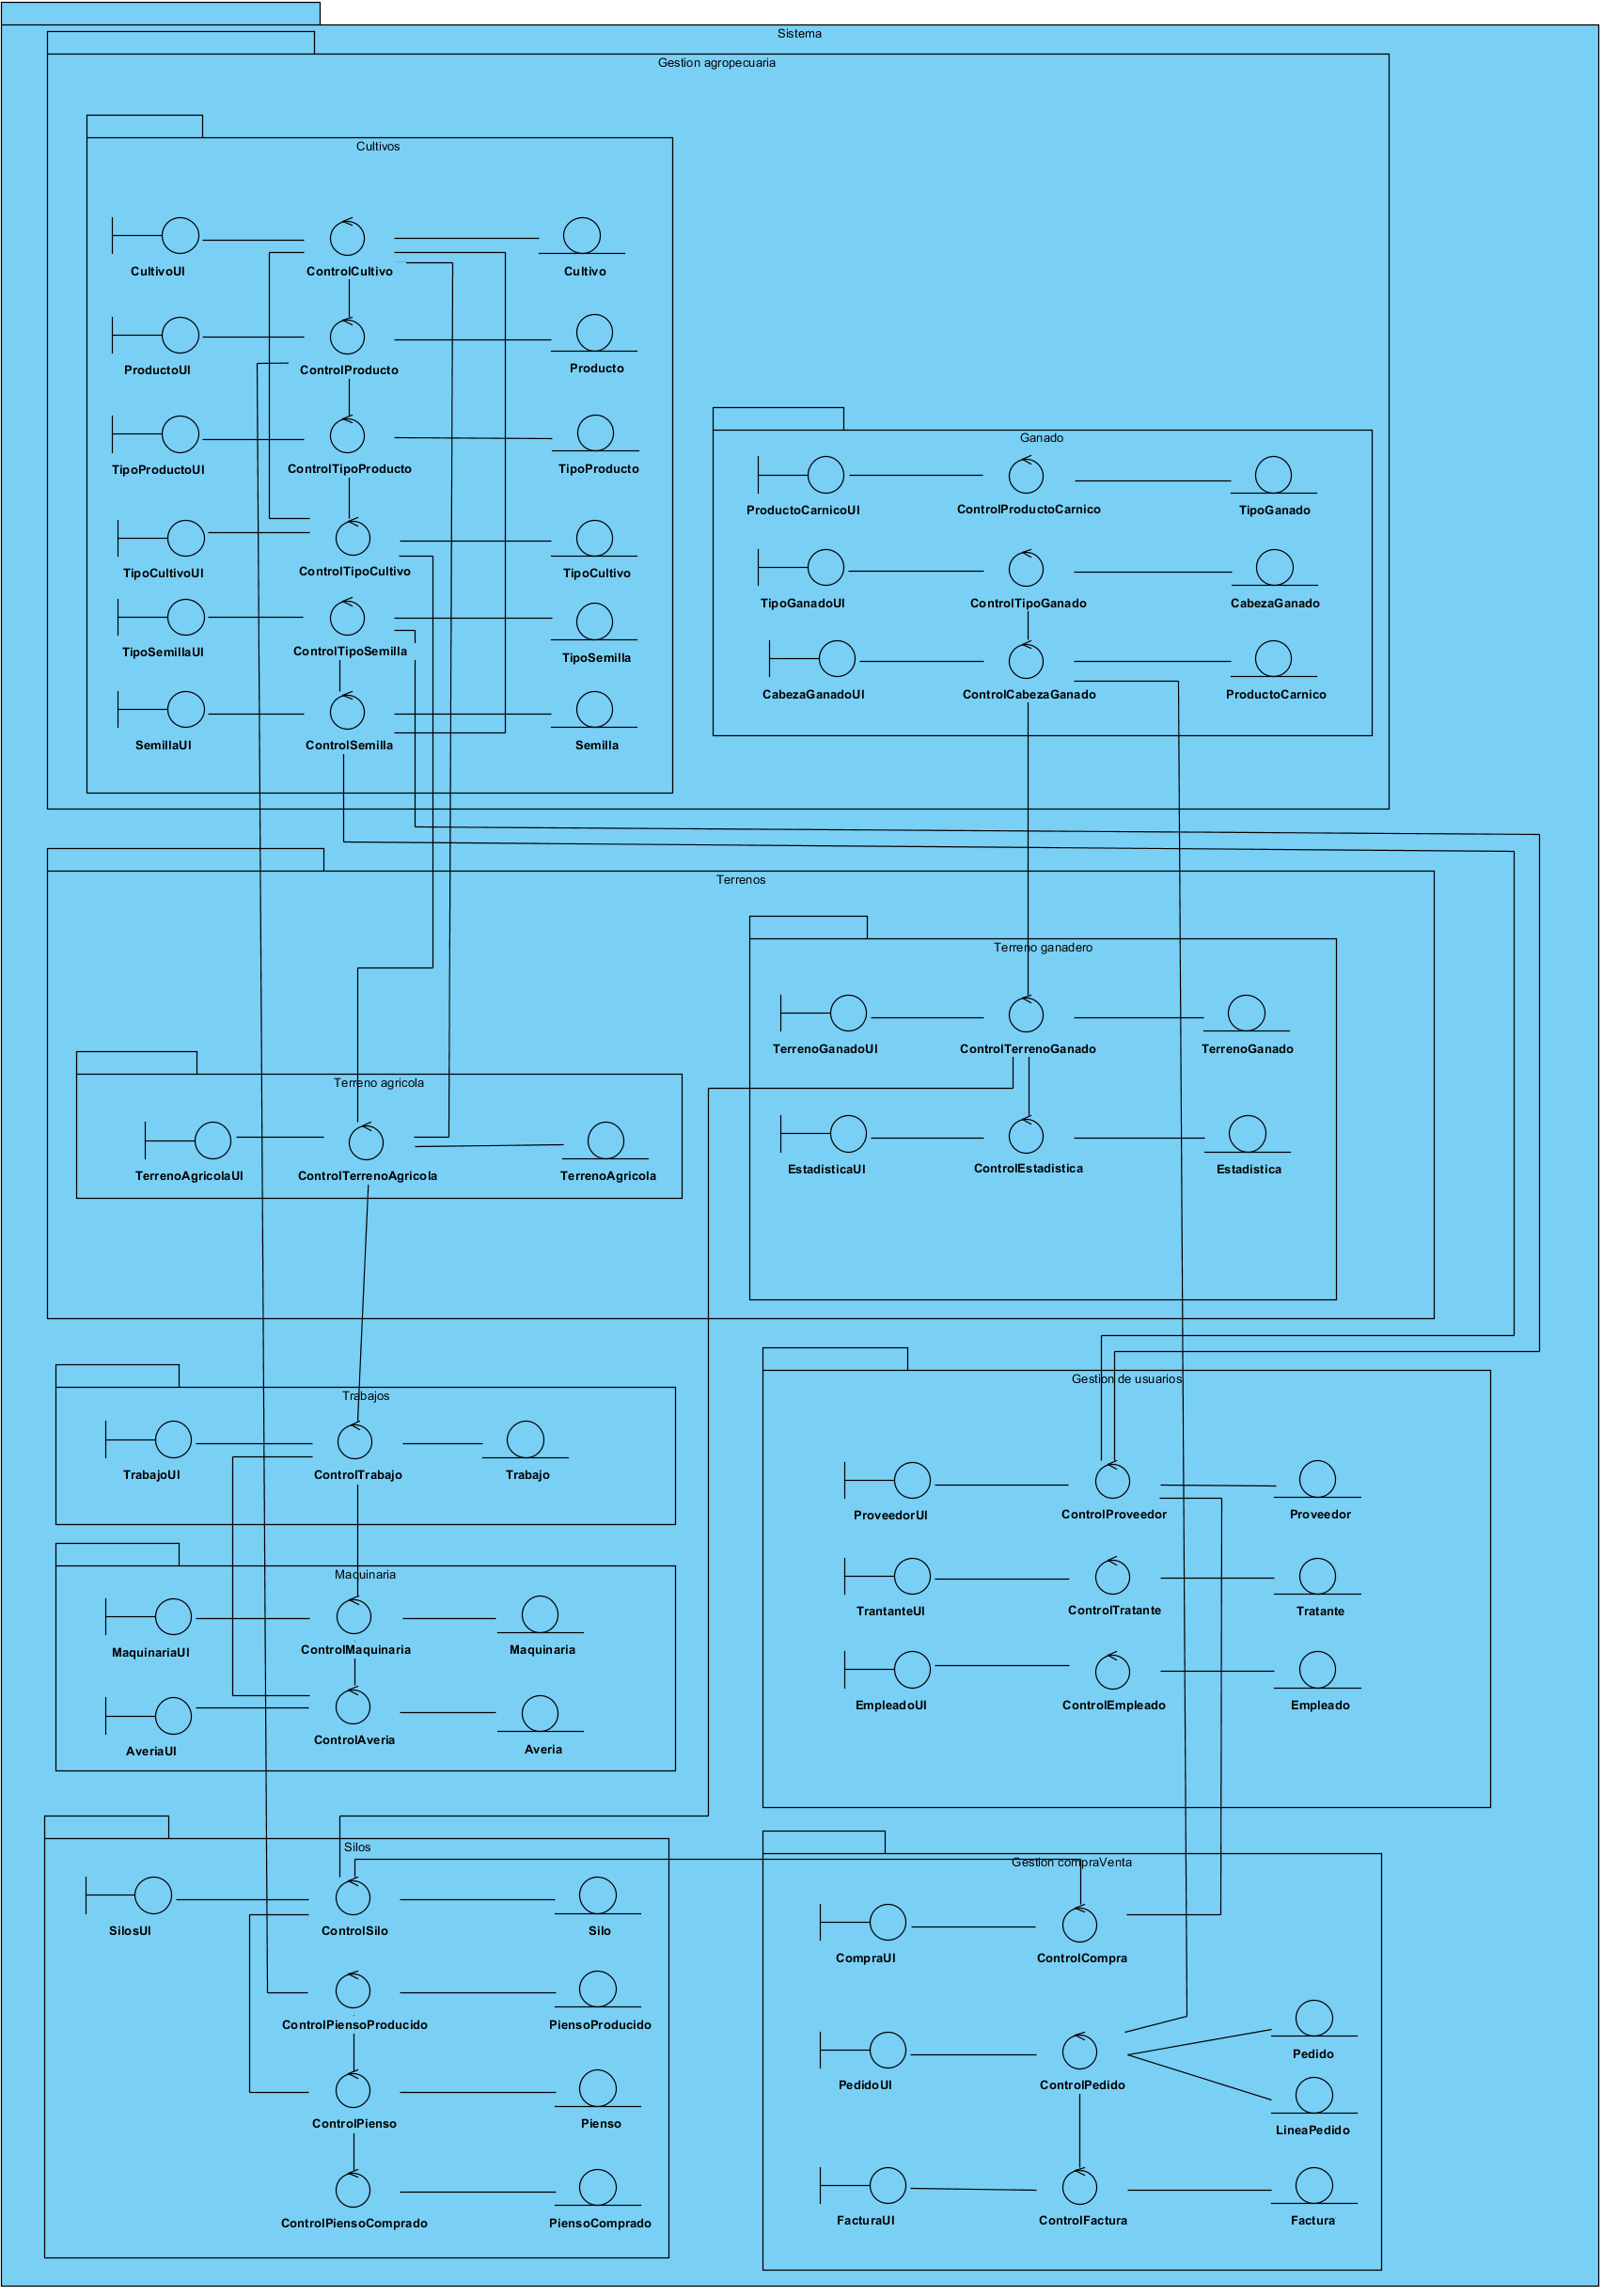 Sistema
Gestion agropecuaria
Cultivos
CultivoUI
ControlCultivo
Cultivo
ProductoUI
ControlProducto
Producto
TipoProductoUI
ControlTipoProducto
TipoProducto
TipoCultivoUI
ControlTipoCultivo
TipoCultivo
TipoSemillaUI
ControlTipoSemilla
TipoSemilla
SemillaUI
ControlSemilla
Semilla
Ganado
ProductoCarnicoUI
ControlProductoCarnico
TipoGanado
TipoGanadoUI
ControlTipoGanado
CabezaGanado
CabezaGanadoUI
ControlCabezaGanado
ProductoCarnico
Terrenos
Terreno ganadero
TerrenoGanadoUI
ControlTerrenoGanado
TerrenoGanado
EstadisticaUI
ControlEstadistica
Estadistica
Terreno agricola
TerrenoAgricolaUI
ControlTerrenoAgricola
TerrenoAgricola
Trabajos
TrabajoUI
ControlTrabajo
Trabajo
Maquinaria
MaquinariaUI
ControlMaquinaria
Maquinaria
AveriaUI
ControlAveria
Averia
Gestion de usuarios
ProveedorUI
ControlProveedor
Proveedor
TrantanteUI
ControlTratante
Tratante
EmpleadoUI
ControlEmpleado
Empleado
Silos
SilosUI
ControlSilo
Silo
ControlPiensoProducido
PiensoProducido
ControlPienso
Pienso
ControlPiensoComprado
PiensoComprado
Gestion compraVenta
CompraUI
ControlCompra
PedidoUI
ControlPedido
Pedido
LineaPedido
FacturaUI
ControlFactura
Factura